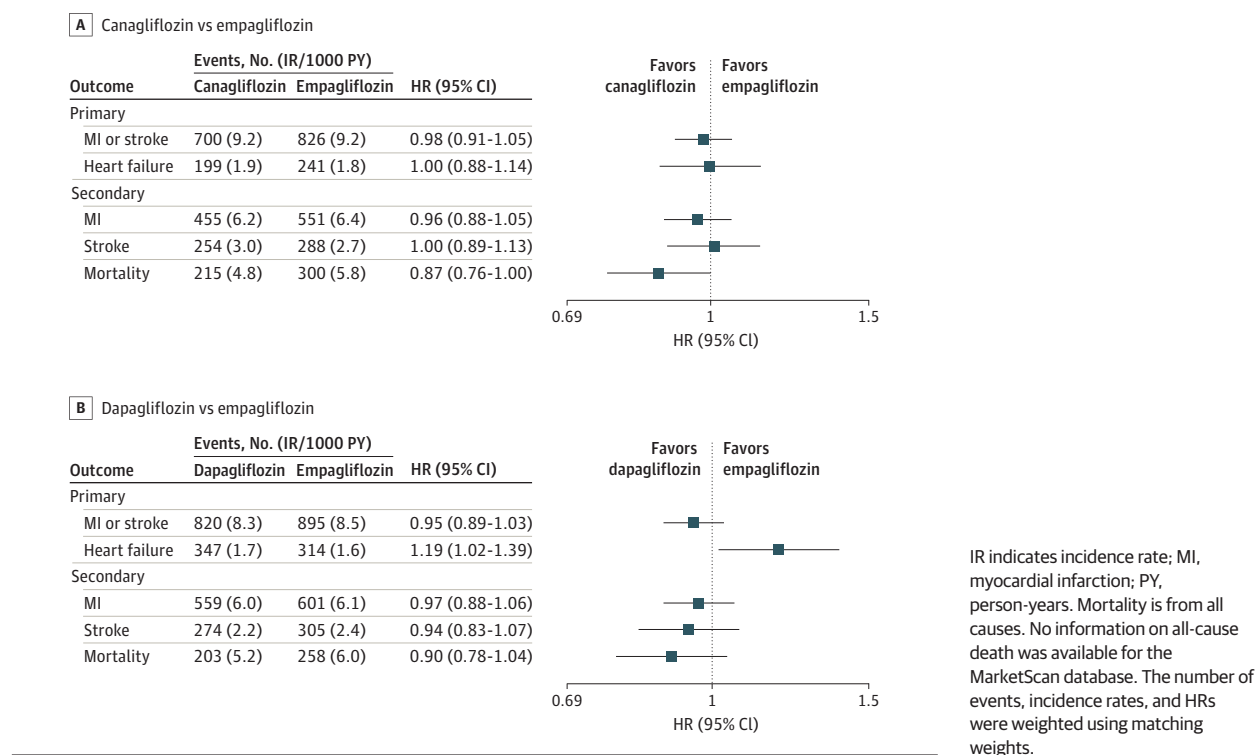 A Canagliflozin vs empagliflozin
Events, No. (IR/1000 PY)
Outcome Canagliflozin Empagliflozin HR (95% CI)
Favors canagliflozin
Favors empagliflozin
Primary
MI or stroke 700 (9.2) 826 (9.2) 0.98 (0.91-1.05)
Heart failure 199 (1.9) 241 (1.8) 1.00 (0.88-1.14)
Secondary
MI 455 (6.2) 551 (6.4) 0.96 (0.88-1.05)
Stroke 254 (3.0) 288 (2.7) 1.00 (0.89-1.13)
Mortality 215 (4.8) 300 (5.8) 0.87 (0.76-1.00)
0.69 1 1.5
HR (95% CI)
B Dapagliflozin vs empagliflozin
Events, No. (IR/1000 PY)
Outcome Dapagliflozin Empagliflozin HR (95% CI)
Favors dapagliflozin
Favors empagliflozin
Primary
MI or stroke 820 (8.3) 895 (8.5) 0.95 (0.89-1.03)
Heart failure 347 (1.7) 314 (1.6) 1.19 (1.02-1.39)
Secondary
MI 559 (6.0) 601 (6.1) 0.97 (0.88-1.06)
Stroke 274 (2.2) 305 (2.4) 0.94 (0.83-1.07)
Mortality 203 (5.2) 258 (6.0) 0.90 (0.78-1.04)
0.69 1 1.5
HR (95% CI)
IR indicates incidence rate; MI,
myocardial infarction; PY,
person-years. Mortality is from all
causes. No information on all-cause
death was available for the
MarketScan database. The number of
events, incidence rates, and HRs
were weighted using matching
weights.